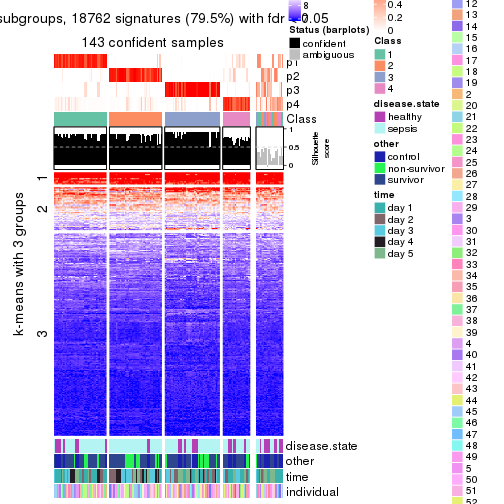 subgroups, 18762 signatures (79.5%) with fdr < 0.05
143 confident samples
p1
p2
p3
p4
Class
1
0.5
0
Silhouette
score
k-means with 3 groups
1
2
3
disease.state
other
time
individual
8
0
Status (barplots)
confident
ambiguous
Class
1
2
3
4
disease.state
healthy
sepsis
other
control
non-survivor
survivor
time
day 1
day 2
day 3
day 4
day 5
0.4
0.2
0
12
13
14
15
16
17
18
19
2
20
21
22
23
24
25
26
27
28
29
3
30
31
32
33
34
35
36
37
38
39
4
40
41
42
43
44
45
46
47
48
49
5
50
51
52